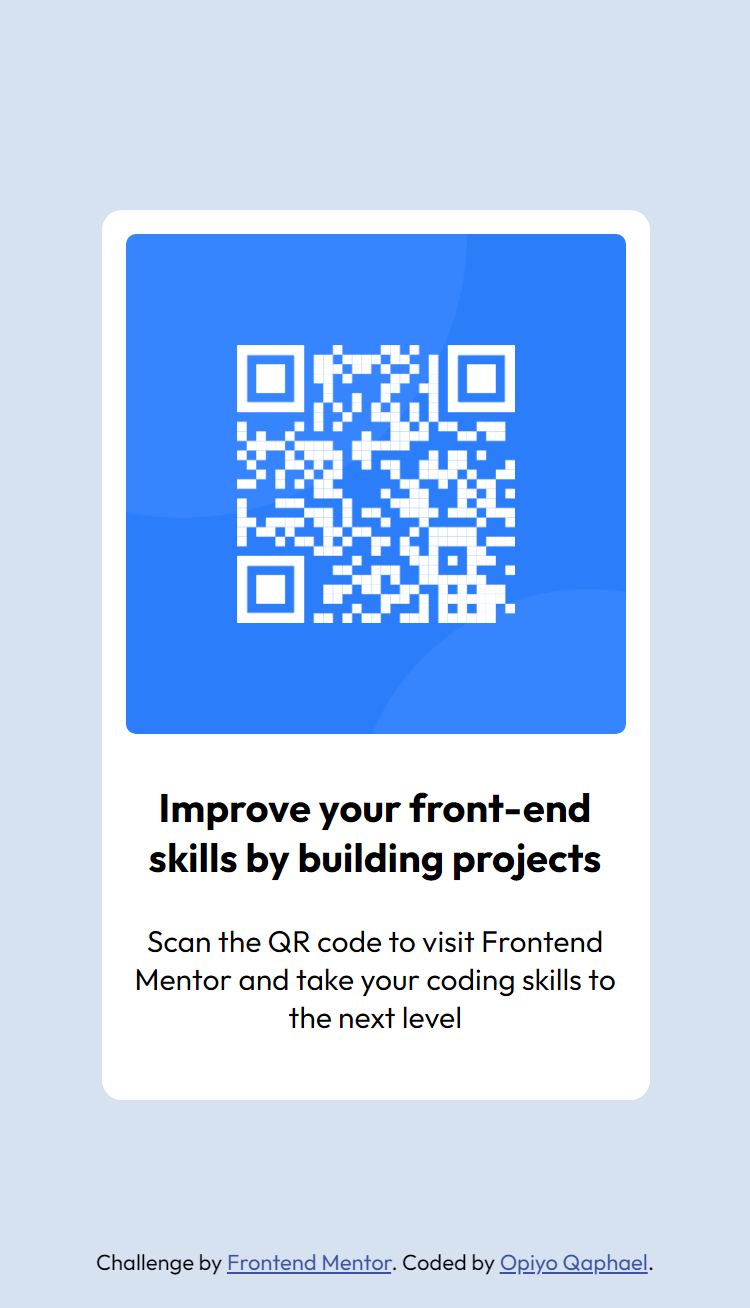 Improve your front-end
skills by building projects
Scan the QR code to visit Frontend
Mentor and take your coding skills to
the next level
Challenge by Frontend Mentor. Coded by Opiyo Qaphael.